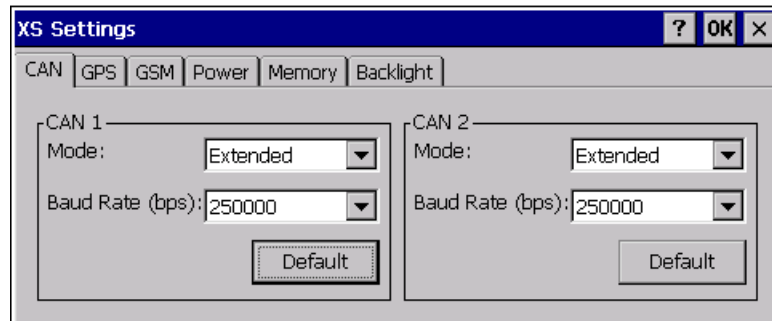 XS Settings ? OK ×
CAN GPS GSM Power Memory Backlight
CAN 1
Mode: Extended
Baud Rate (bps): 250000
Default
CAN 2
Mode: Extended
Baud Rate (bps): 250000
Default